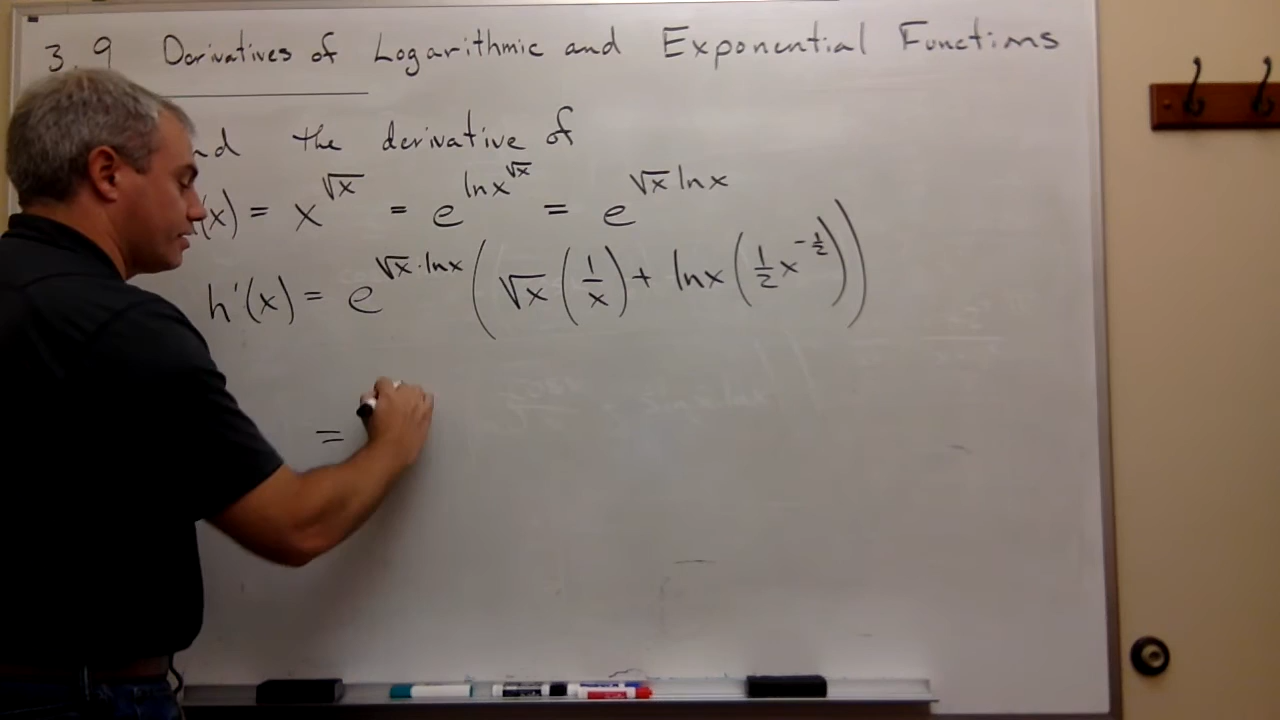 3.9 Derivatives of Logarithmic and Exponential Functions
nd the derivative of
(x) = x^√x = e^(ln x^√x) = e^(√x ln x)
h'(x) = e^(√x · ln x) (√x (1/x) + ln x (1/2 x^(-1/2)))
=